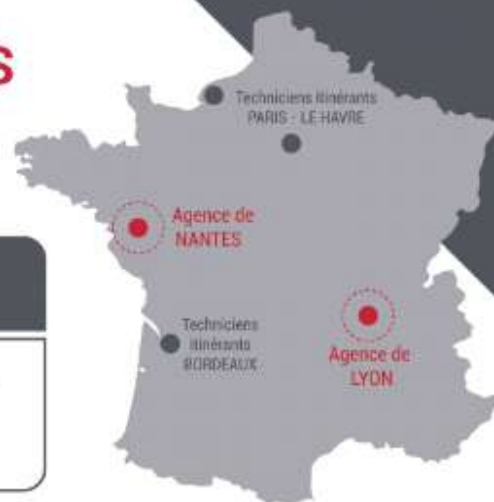 S
Techniciens itinérants
PARIS - LE HAVRE
Agence de
NANTES
Techniciens
itinérants
BORDEAUX
Agence de
LYON